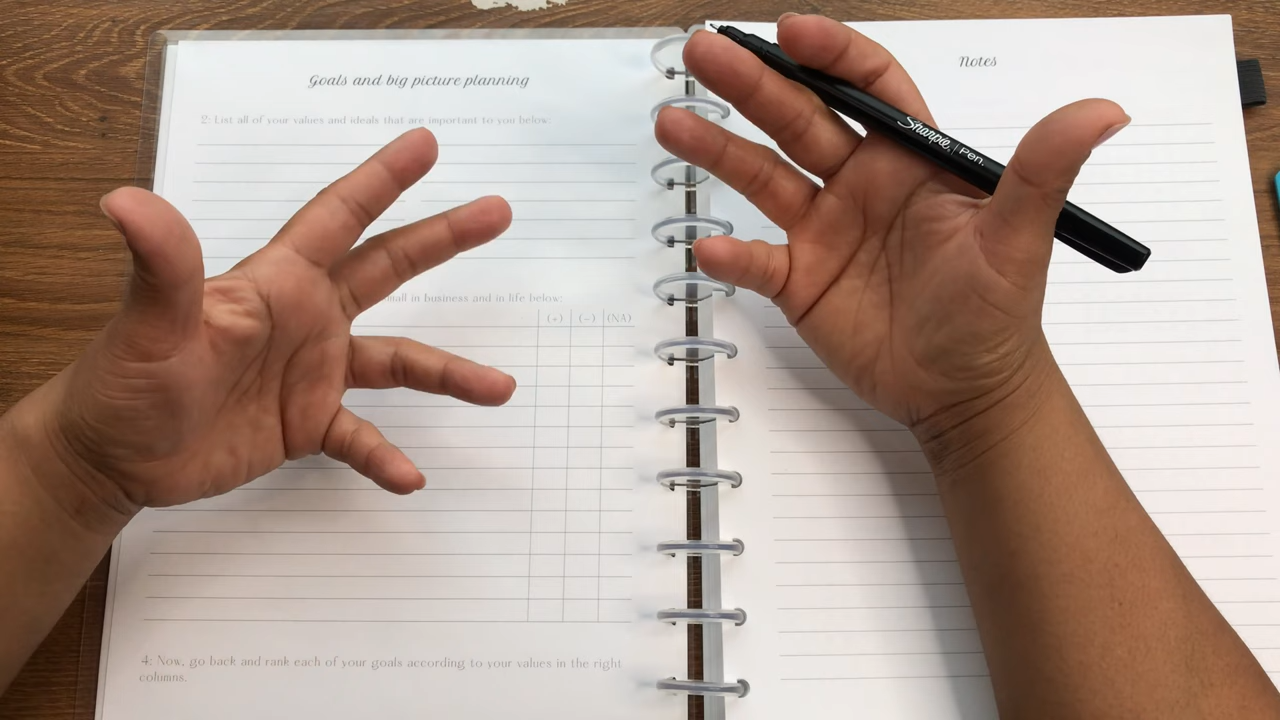 Goals and big picture planning
2: List all of your values and ideals that are important to you below:
small in business and in life below:
(+) (-) (NA)
4: Now, go back and rank each of your goals according to your values in the right
columns.
Notes
Sharpie. | Pen.